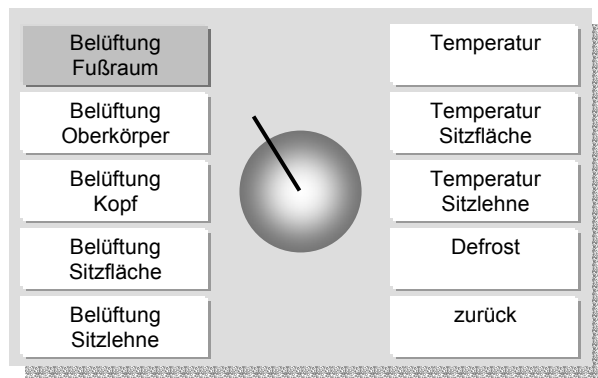 Belüftung
Fußraum
Belüftung
Oberkörper
Belüftung
Kopf
Belüftung
Sitzfläche
Belüftung
Sitzlehne
Temperatur
Temperatur
Sitzfläche
Temperatur
Sitzlehne
Defrost
zurück